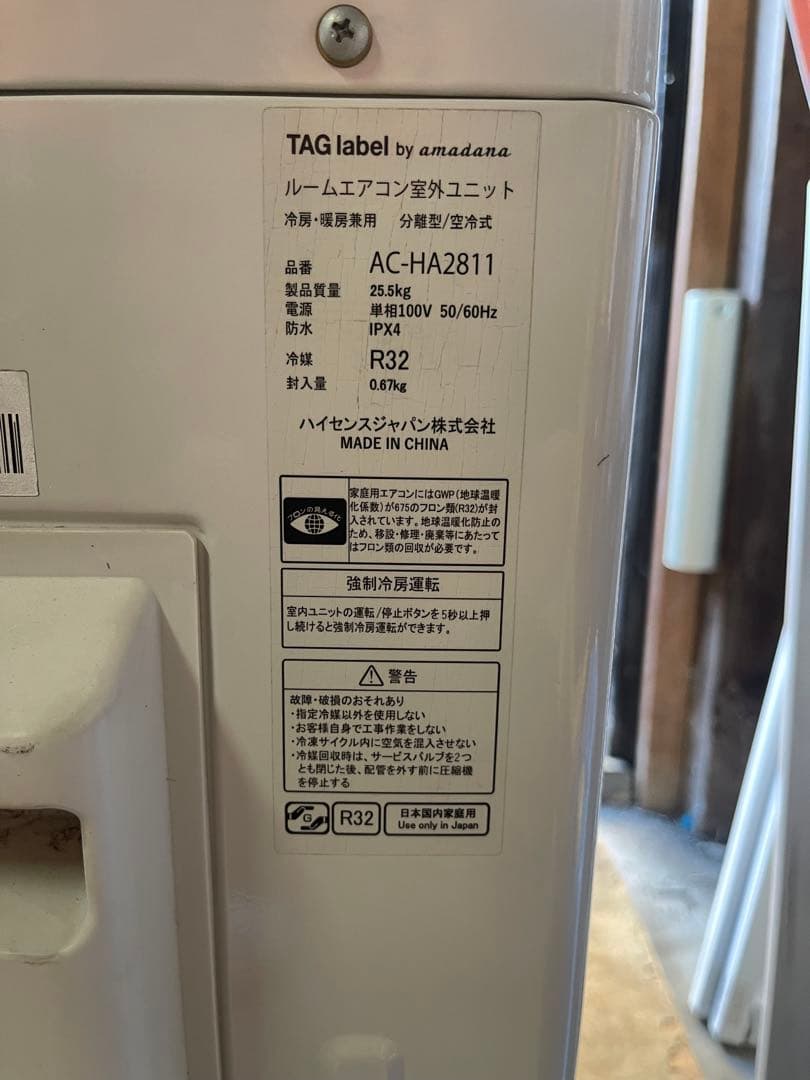 TAG label by amadana
ルームエアコン室外ユニット
冷房・暖房兼用 分離型/空冷式
品番 AC-HA2811
製品質量 25.5kg
電源 単相100V 50/60Hz
防水 IPX4
冷媒 R32
封入量 0.67kg
ハイセンスジャパン株式会社
MADE IN CHINA
フロンの見える化
家庭用エアコンにはGWP(地球温暖
化係数)が675のフロン類(R32)が封
入されています。地球温暖化防止の
ため、移設・修理・廃棄等にあたって
はフロン類の回収が必要です。
強制冷房運転
室内ユニットの運転/停止ボタンを5秒以上押
し続けると強制冷房運転ができます。
警告
故障・破損のおそれあり
・指定冷媒以外を使用しない
・お客様自身で工事作業をしない
・冷凍サイクル内に空気を混入させない
・冷媒回収時は、サービスバルブを2つ
とも閉じた後、配管を外す前に圧縮機
を停止する
G
R32
日本国内家庭用
Use only in Japan